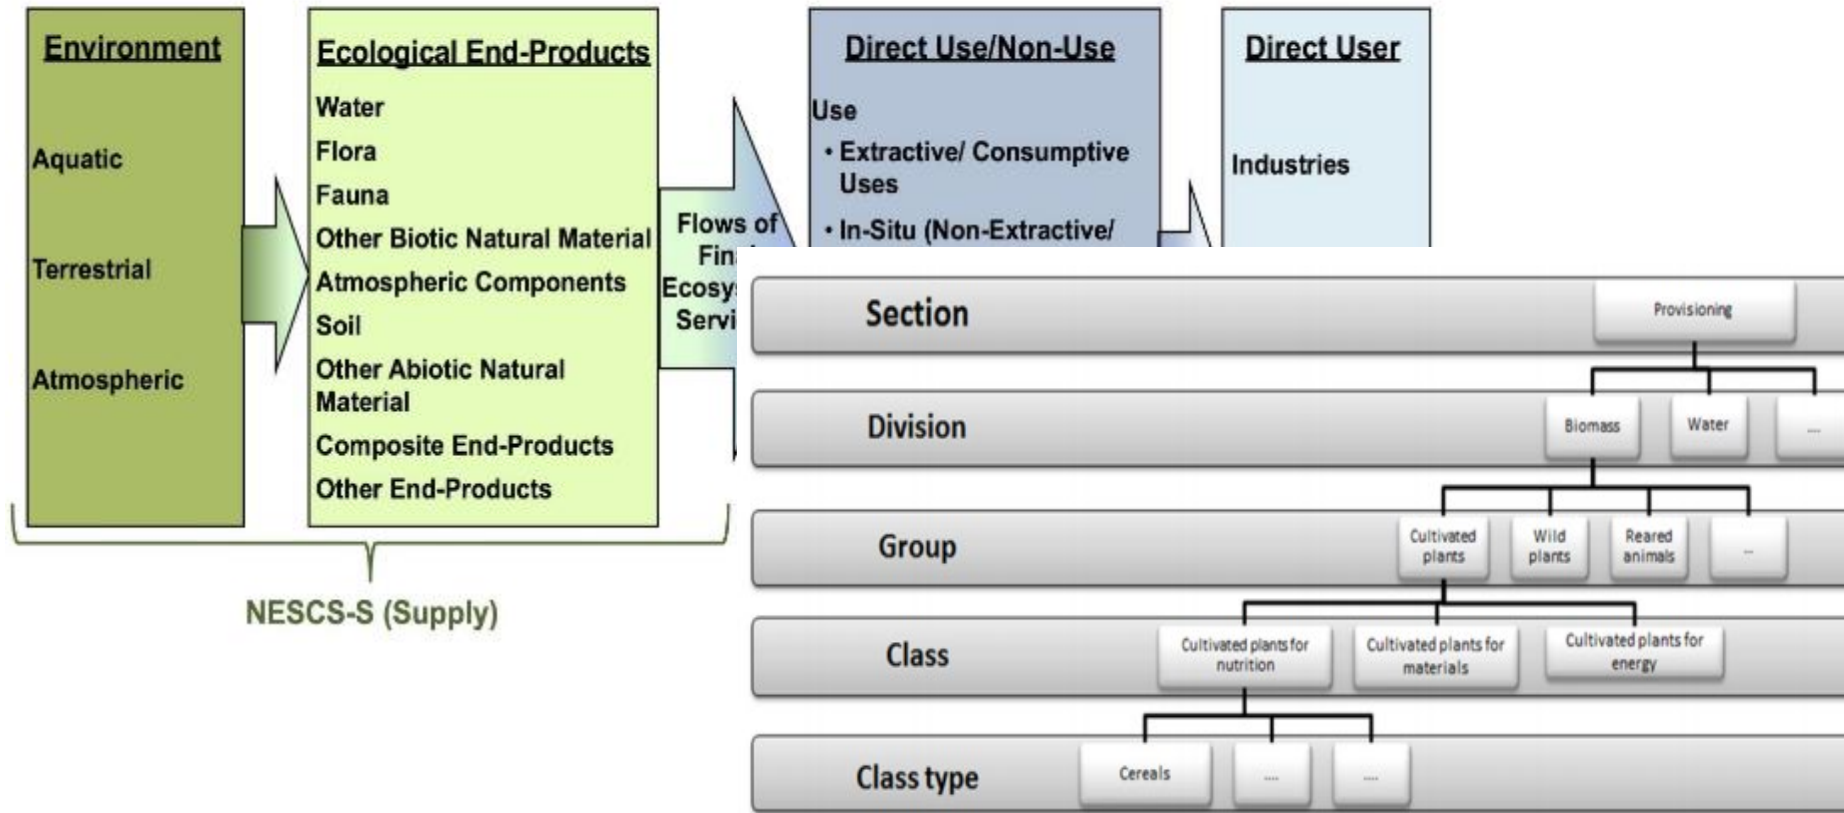 Environment
Aquatic
Terrestrial
Atmospheric
Ecological End-Products
Water
Flora
Fauna
Other Biotic Natural Material
Atmospheric Components
Soil
Other Abiotic Natural
Material
Composite End-Products
Other End-Products
Flows of
Direct Use/Non-Use
Use
• Extractive/ Consumptive
Uses
• In-Situ (Non-Extractive/
Direct User
Industries
NESCS-S (Supply)
Section
Provisioning
Division
Biomass
Water
....
Group
Cultivated
plants
Wild
plants
Reared
animals
...
Class
Cultivated plants for
nutrition
Cultivated plants for
materials
Cultivated plants for
energy
Class type
Cereals
....
....